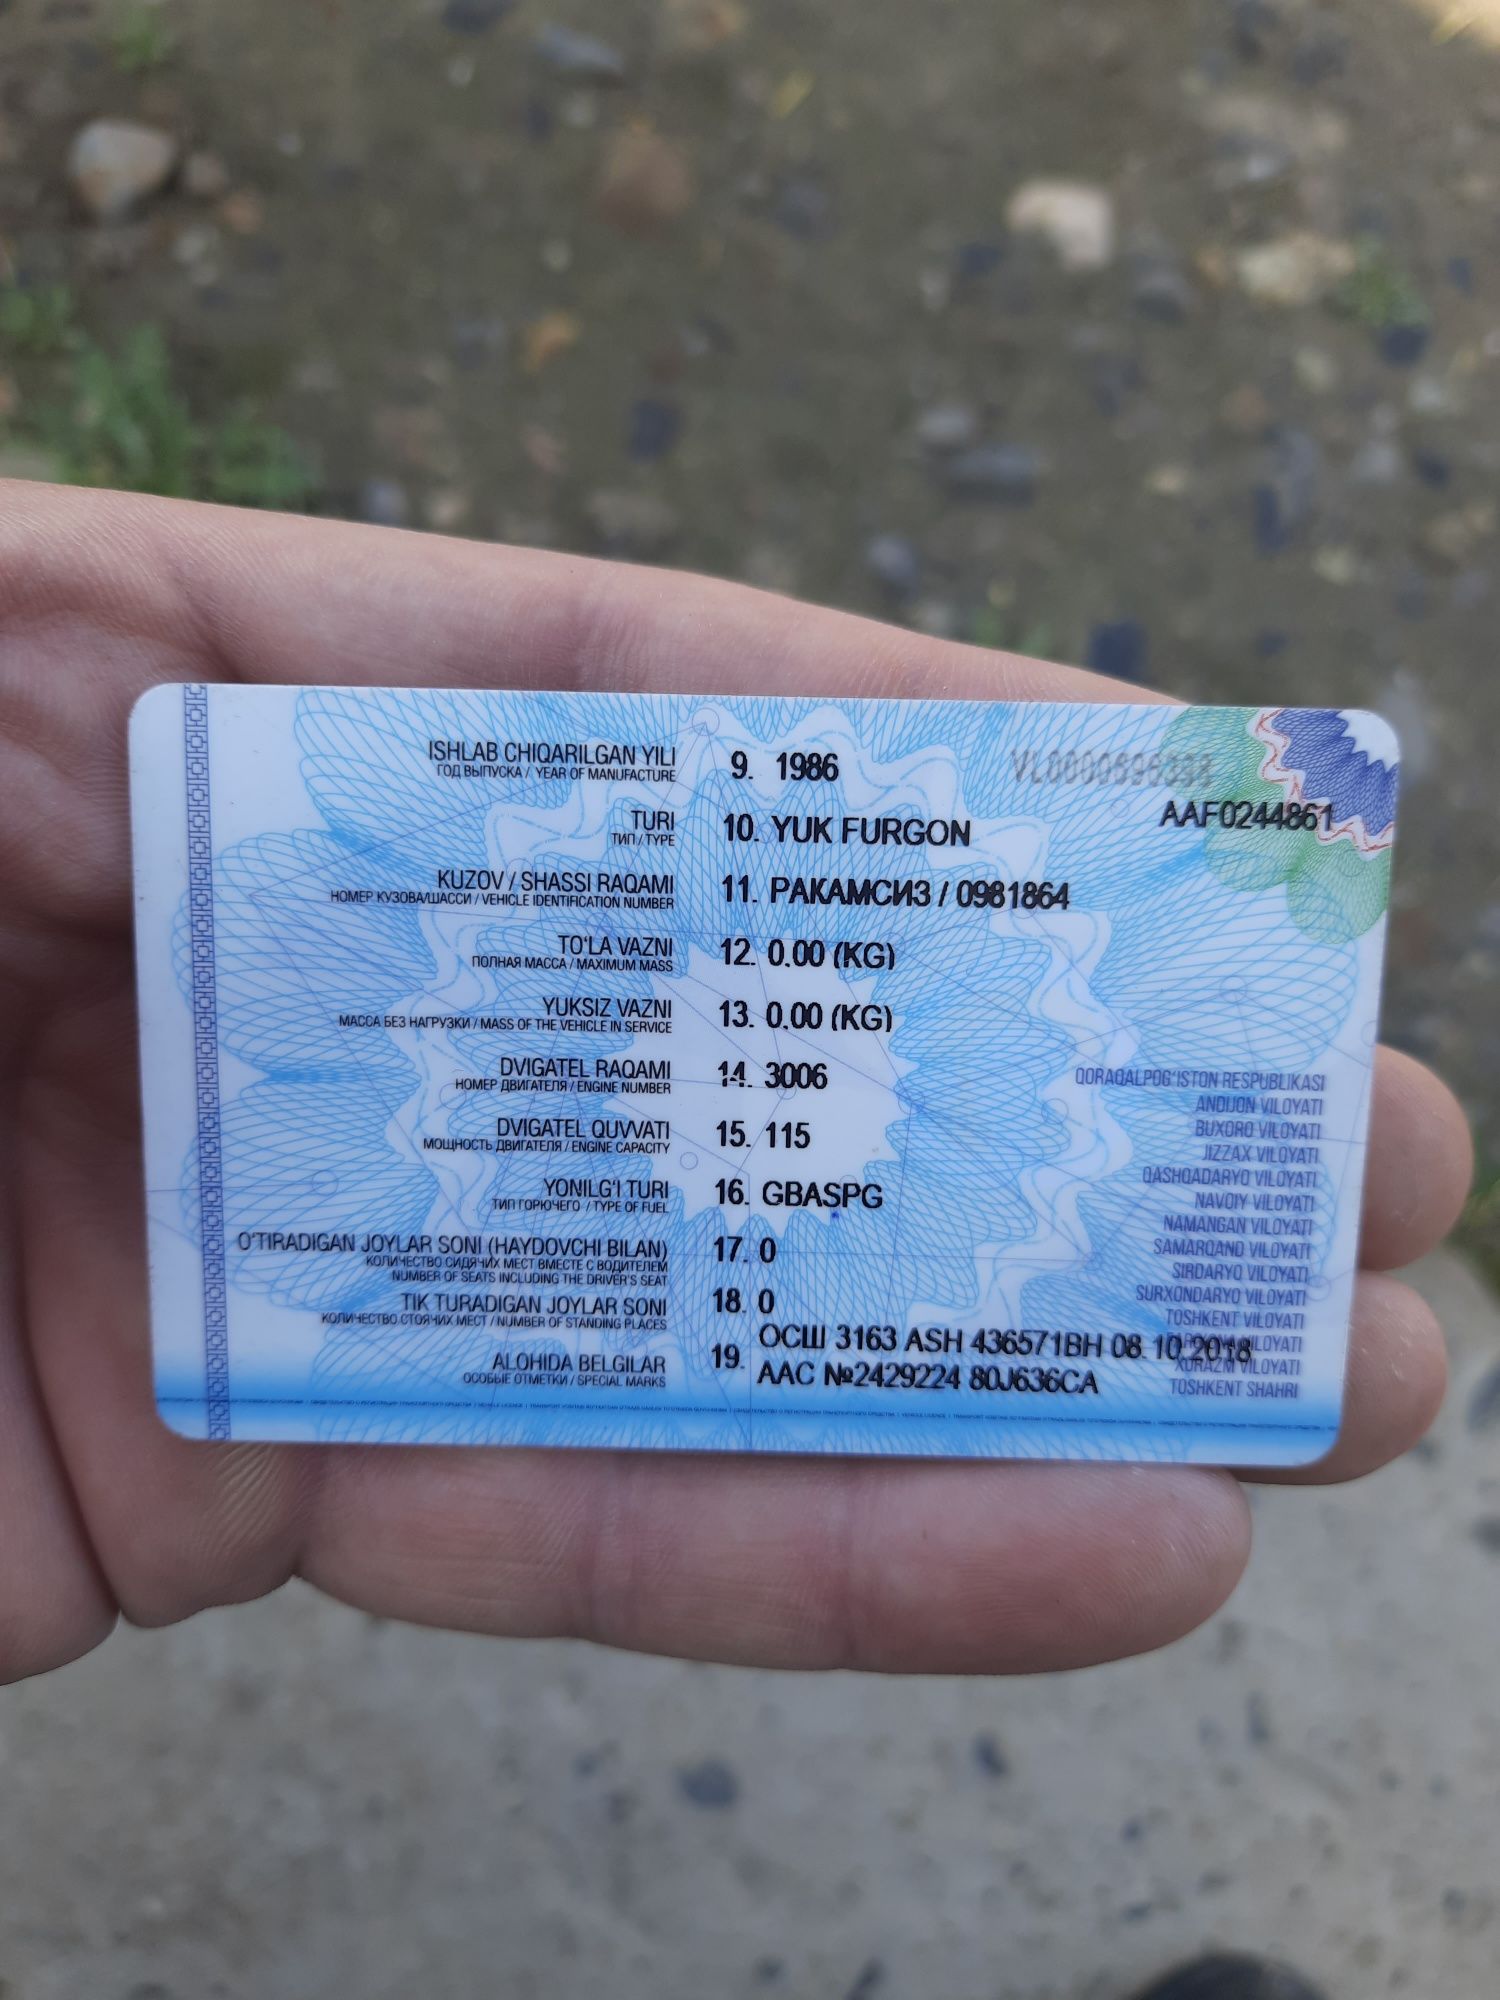 ISHLAB CHIQARILGAN YILI 9. 1986
ГОД ВЫПУСКА / YEAR OF MANUFACTURE
AAF0244861
TURI 10. YUK FURGON
ТИП / TYPE
KUZOV / SHASSI RAQAMI 11. РАКАМСИЗ / 0981864
НОМЕР КУЗОВА/ШАССИ / VEHICLE IDENTIFICATION NUMBER
TO'LA VAZNI 12. 0.00 (KG)
ПОЛНАЯ МАССА / MAXIMUM MASS
YUKSIZ VAZNI 13. 0.00 (KG)
МАССА БЕЗ НАГРУЗКИ / MASS OF THE VEHICLE IN SERVICE
DVIGATEL RAQAMI 14. 3006
НОМЕР ДВИГАТЕЛЯ / ENGINE NUMBER
DVIGATEL QUVVATI 15. 115
МОЩНОСТЬ ДВИГАТЕЛЯ / ENGINE CAPACITY
YONILG'I TURI 16. GBASPG
ТИП ГОРЮЧЕГО / TYPE OF FUEL
O'TIRADIGAN JOYLAR SONI (HAYDOVCHI BILAN) 17. 0
КОЛИЧЕСТВО СИДЯЧИХ МЕСТ ВМЕСТЕ С ВОДИТЕЛЕМ
NUMBER OF SEATS INCLUDING THE DRIVER'S SEAT
TIK TURADIGAN JOYLAR SONI 18. 0
КОЛИЧЕСТВО СТОЯЧИХ МЕСТ / NUMBER OF STANDING PLACES
ALOHIDA BELGILAR 19. ОСШ 3163 ASH 436571BH 08.10.2018
ОСОБЫЕ ОТМЕТКИ / SPECIAL MARKS
ААС №2429224 80J636CA
QORAQALPOG'ISTON RESPUBLIKASI
ANDIJON VILOYATI
BUXORO VILOYATI
JIZZAX VILOYATI
QASHQADARYO VILOYATI
NAVOIY VILOYATI
NAMANGAN VILOYATI
SAMARQAND VILOYATI
SIRDARYO VILOYATI
SURXONDARYO VILOYATI
TOSHKENT VILOYATI
VILOYATI
XORAZM VILOYATI
TOSHKENT SHAHRI